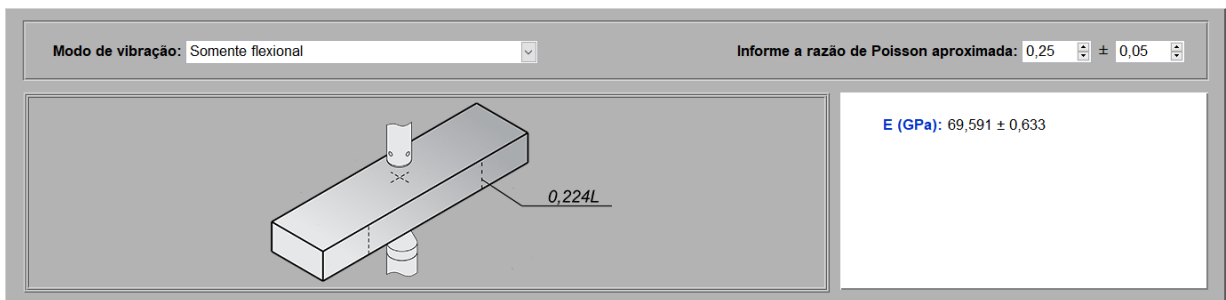 Modo de vibração: Somente flexional Informe a razão de Poisson aproximada: 0,25 ± 0,05
E (GPa): 69,591 ± 0,633
0,224L